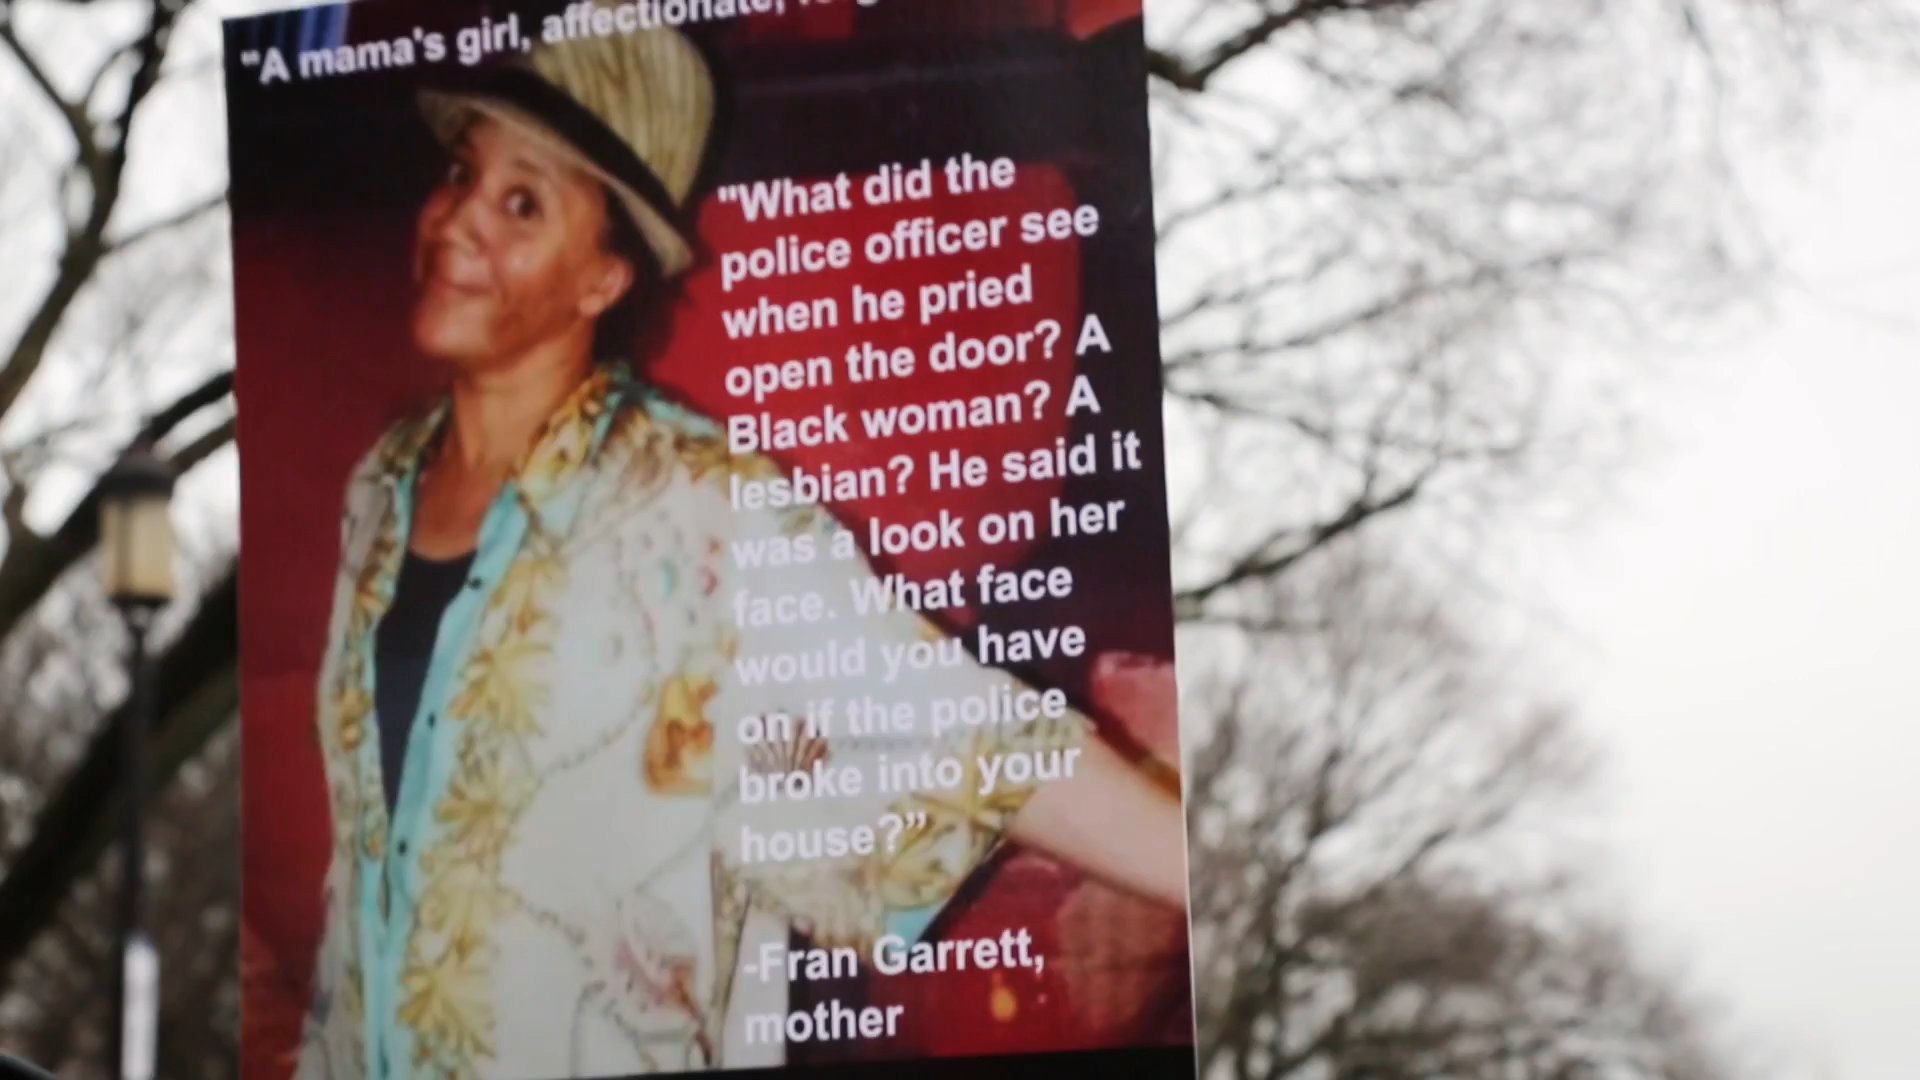 "A mama's girl, affectionate,
"What did the
police officer see
when he pried
open the door? A
Black woman? A
lesbian? He said it
was a look on her
face. What face
would you have
on if the police
broke into your
house?”
-Fran Garrett,
mother